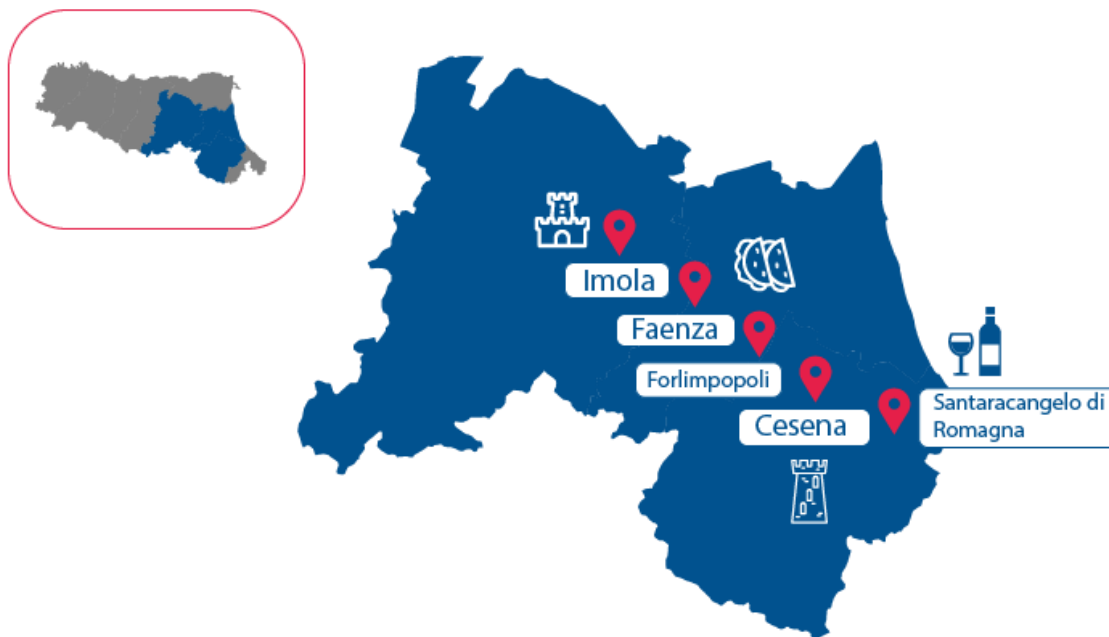 Imola
Faenza
Forlimpopoli
Cesena
Santaracangelo di
Romagna